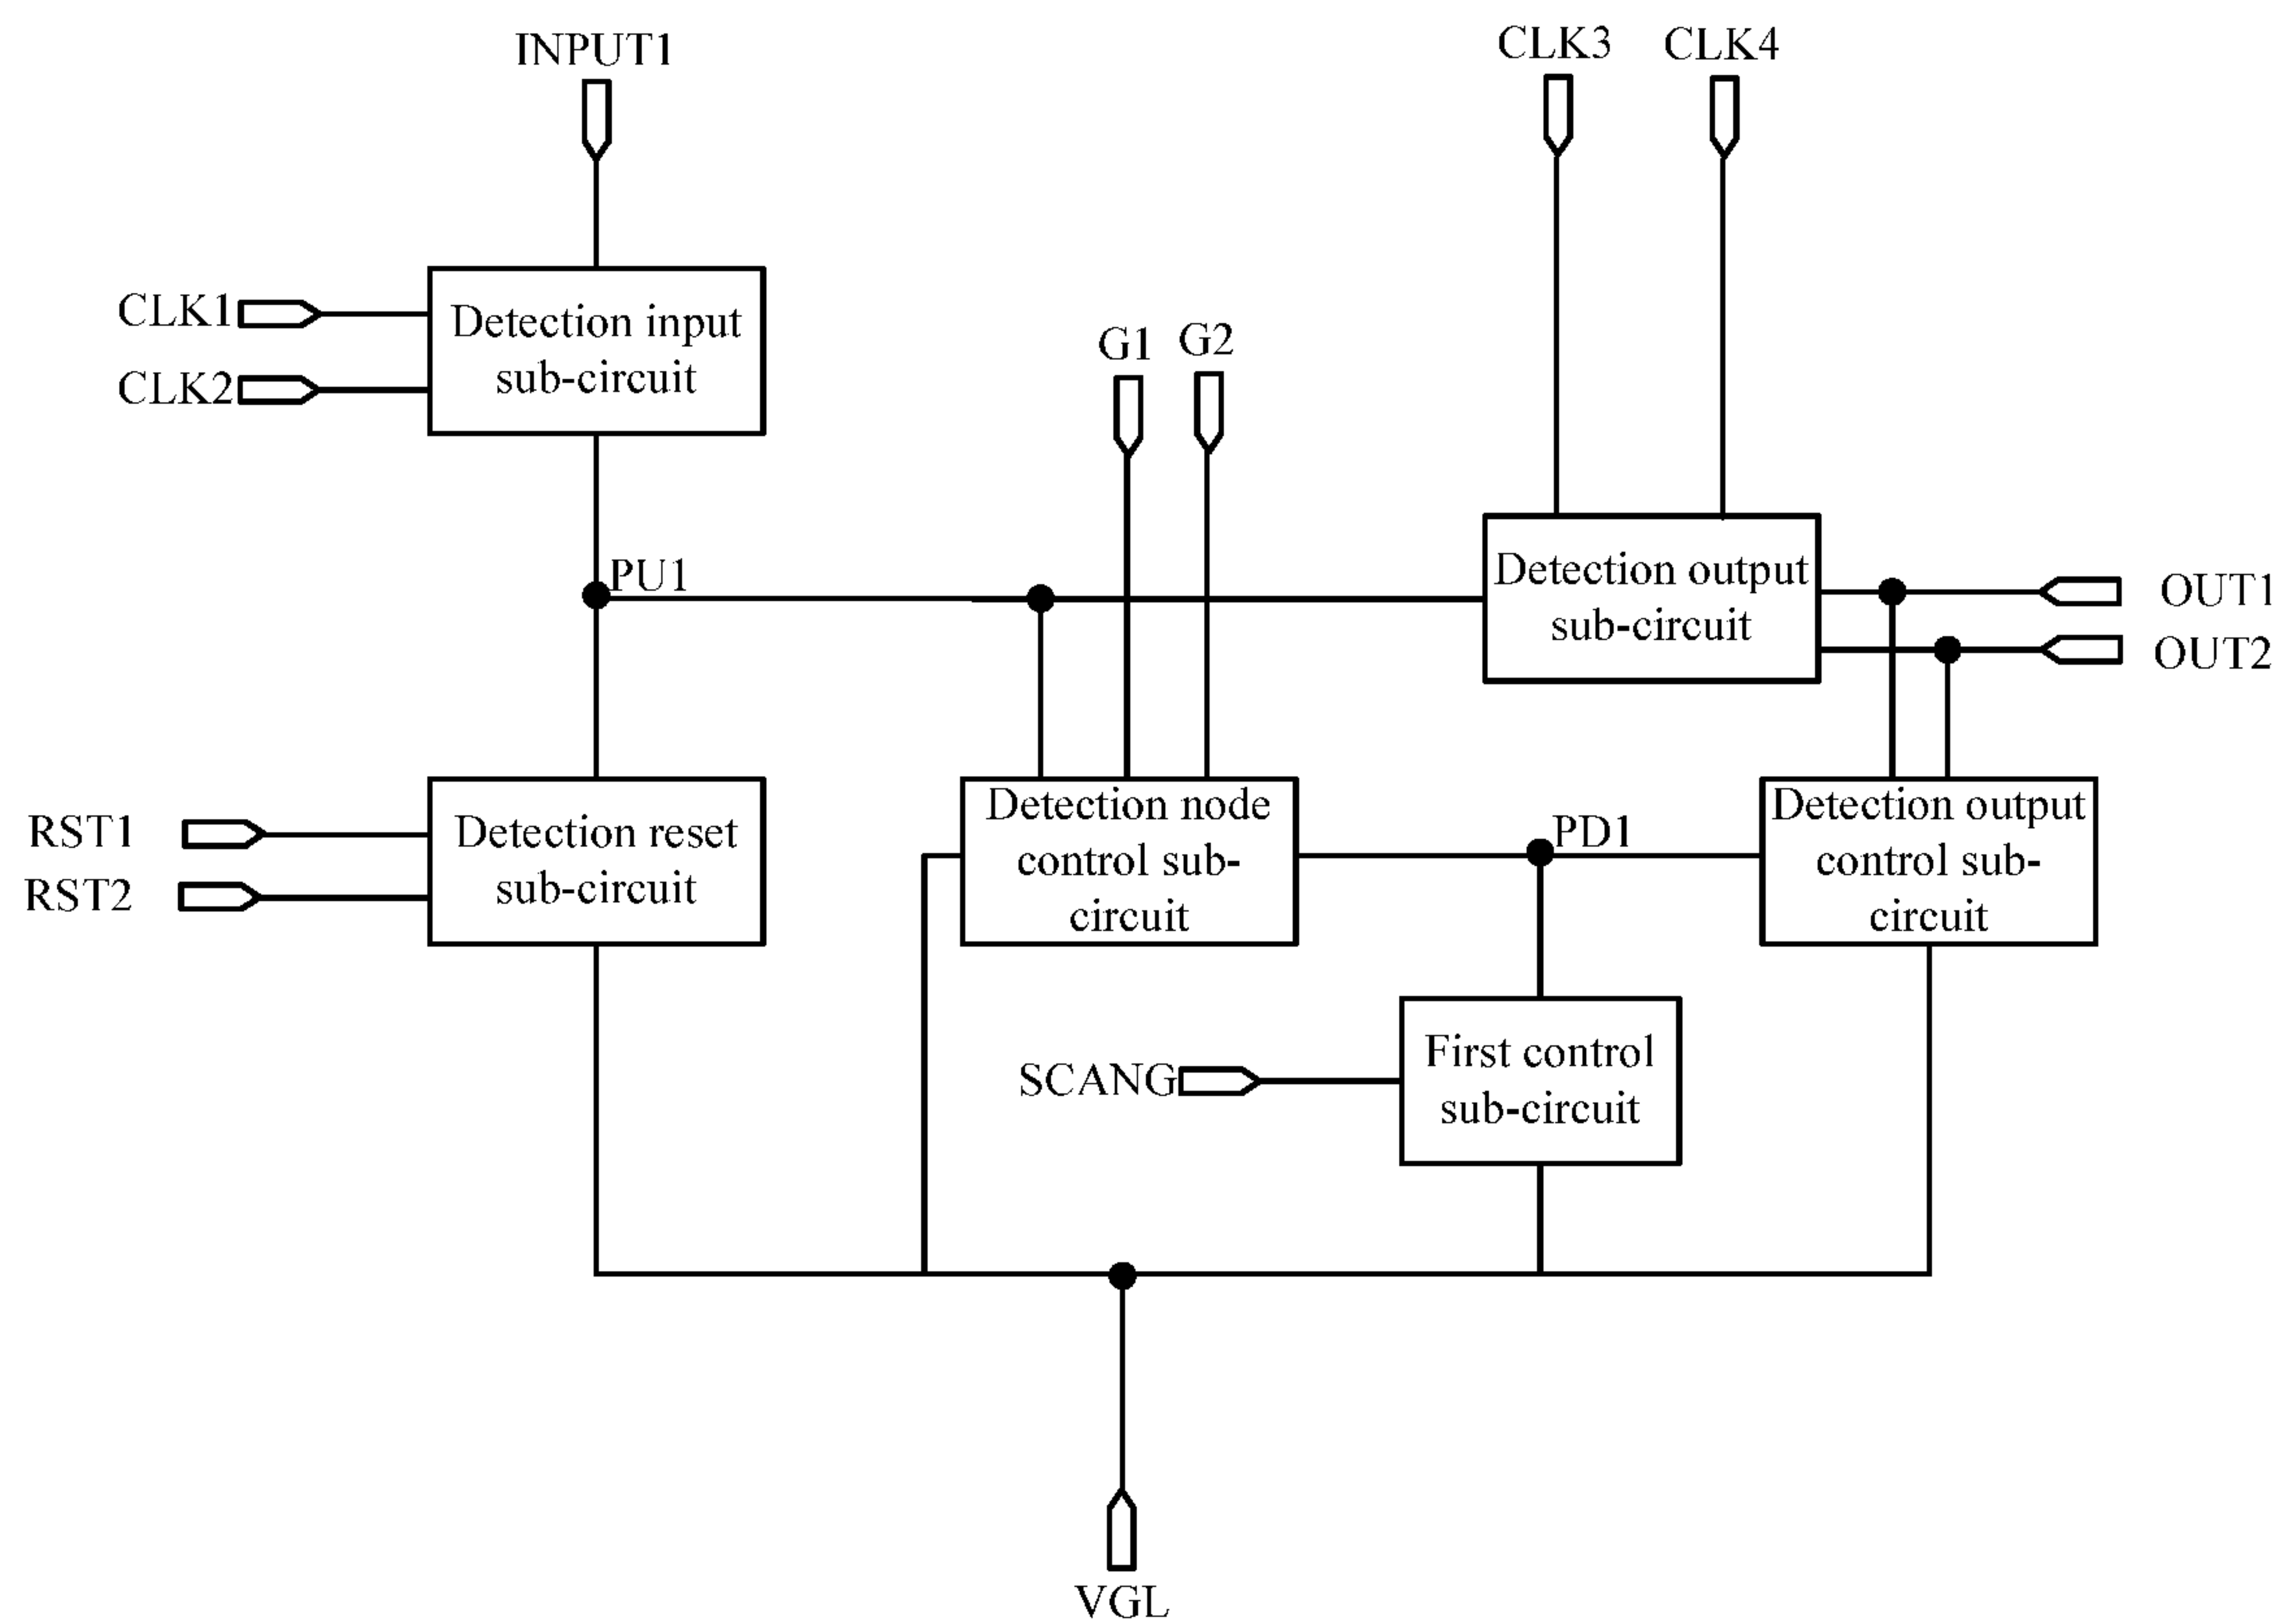 INPUT1
CLK3
CLK4
CLK1
Detection input
sub-circuit
CLK2
G1
G2
PU1
Detection output
sub-circuit
OUT1
OUT2
RST1
RST2
Detection reset
sub-circuit
Detection node
control sub-
circuit
PD1
Detection output
control sub-
circuit
SCANG
First control
sub-circuit
VGL